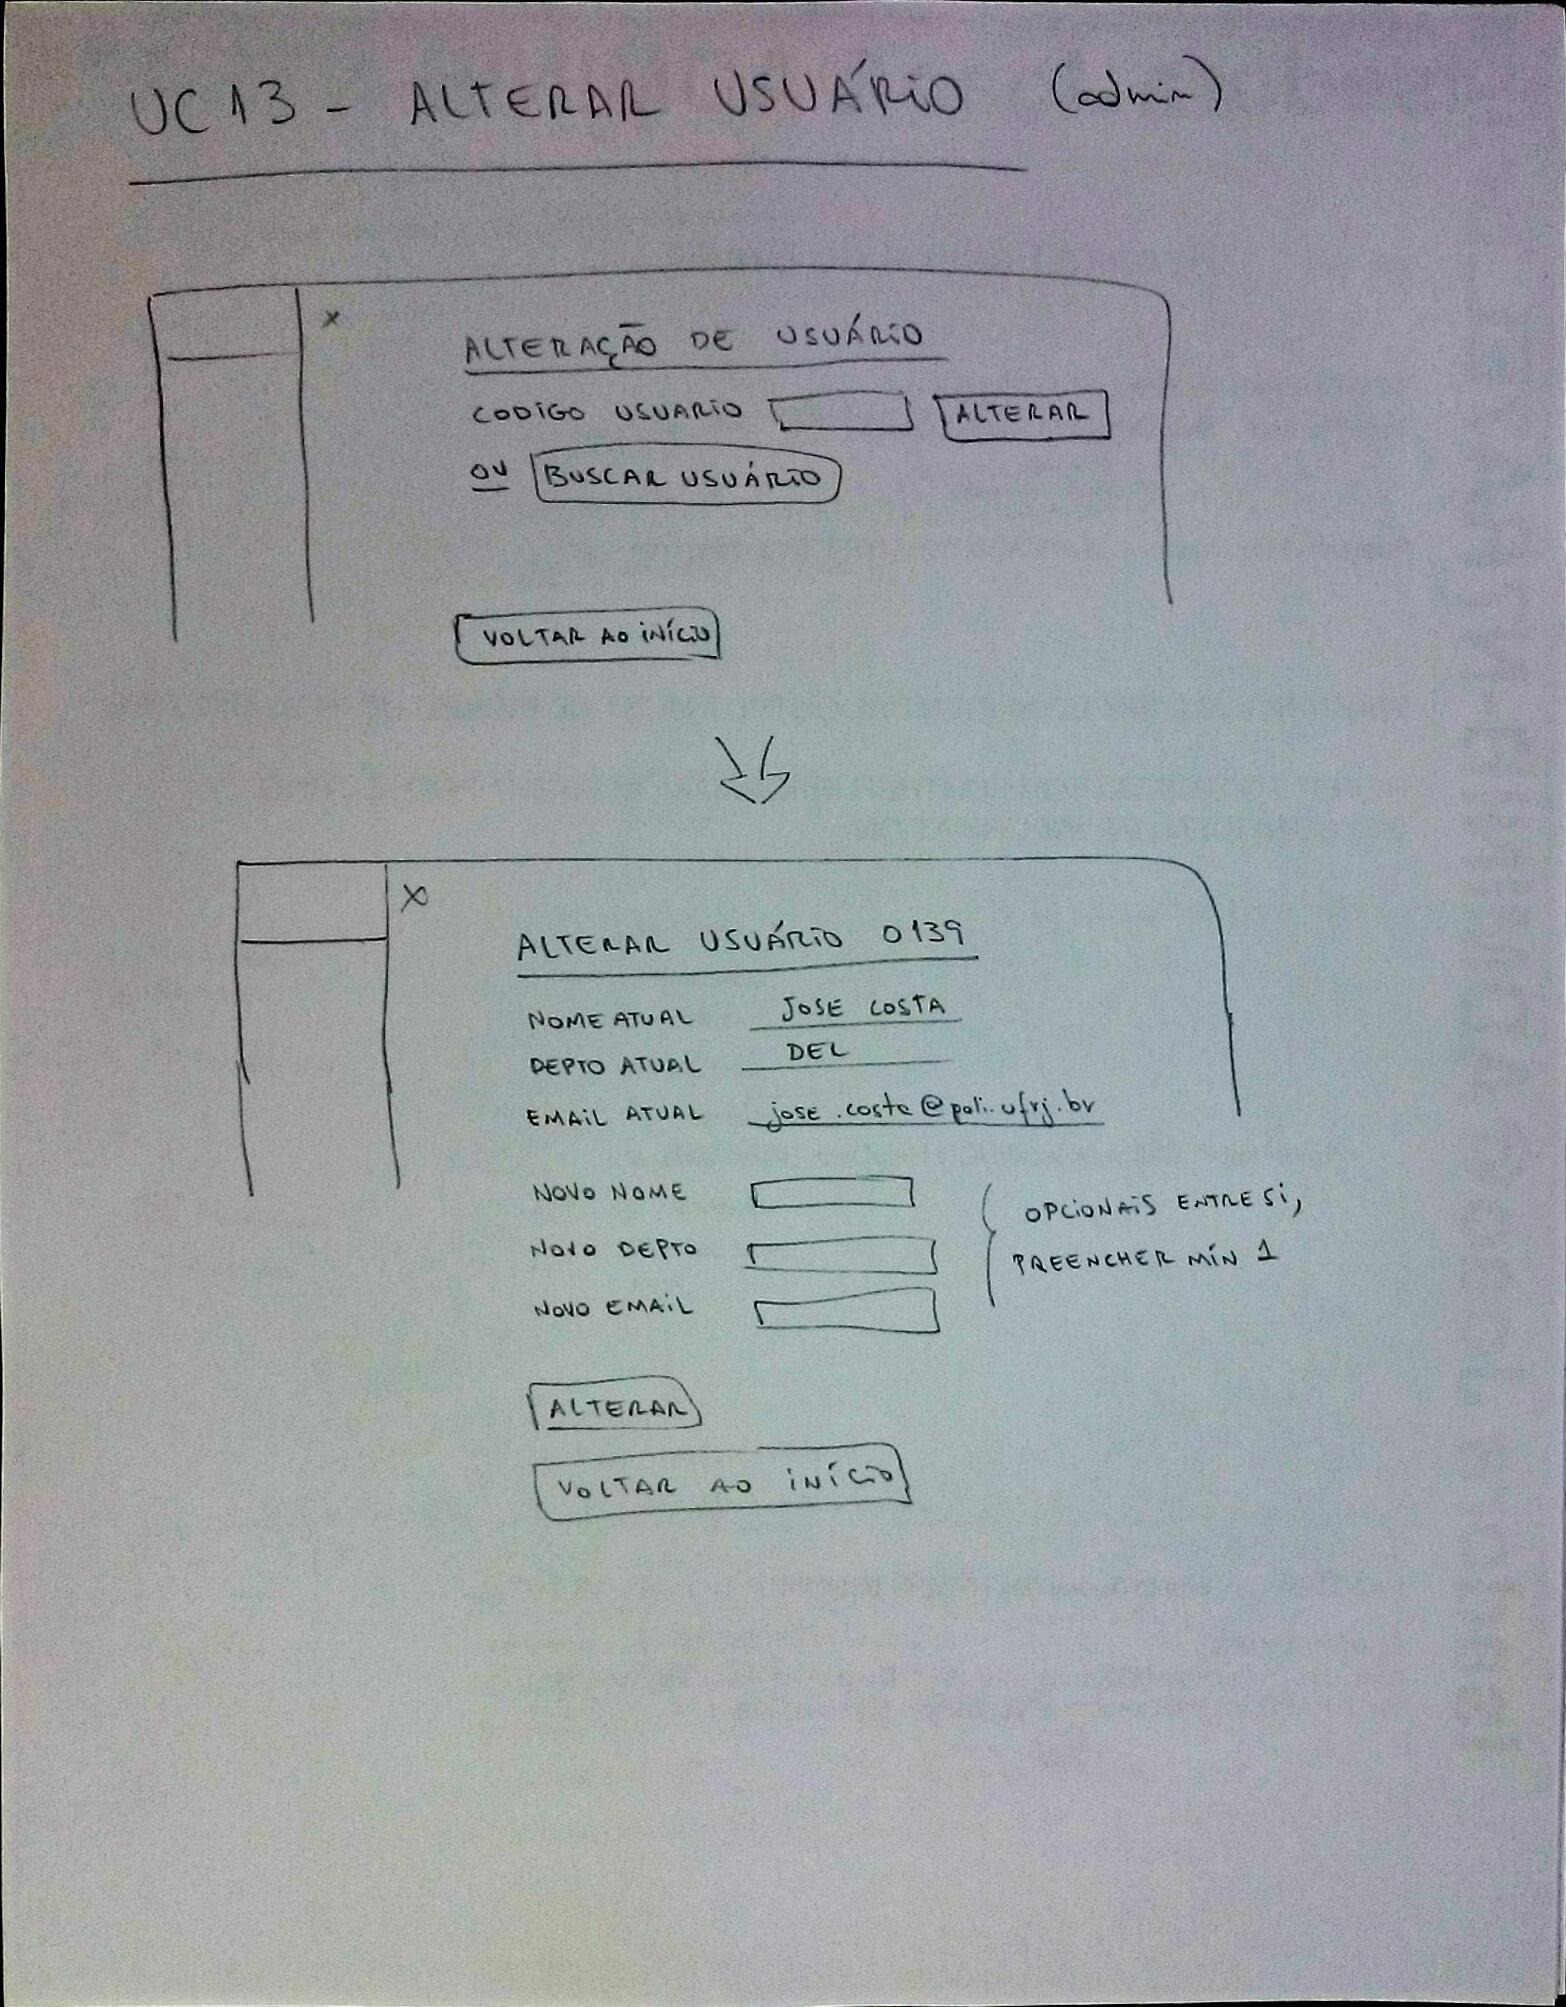 UC13 - ALTERAR USUÁRIO (admin)
x
ALTERAÇÃO DE USUÁRIO
CODIGO USUARIO ALTERAR
OU BUSCAR USUÁRIO
VOLTAR AO INÍCIO
X
ALTERAR USUÁRIO 0139
NOME ATUAL JOSE COSTA
DEPTO ATUAL DEL
EMAIL ATUAL jose.costa@poli.ufrj.br
NOVO NOME
NOVO DEPTO
NOVO EMAIL
OPCIONAIS ENTRE SI,
PREENCHER MÍN 1
ALTERAR
VOLTAR AO INÍCIO